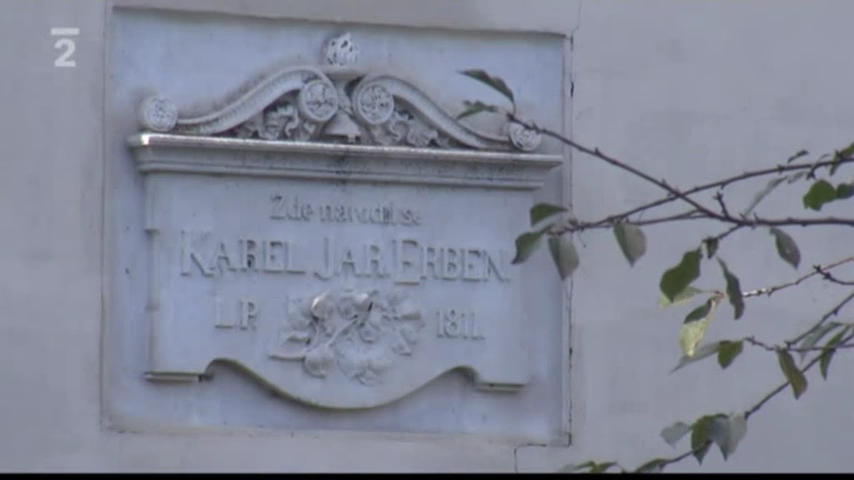 2
Zde narodil se
KAREL JAR. ERBEN.
L.P. 1811.